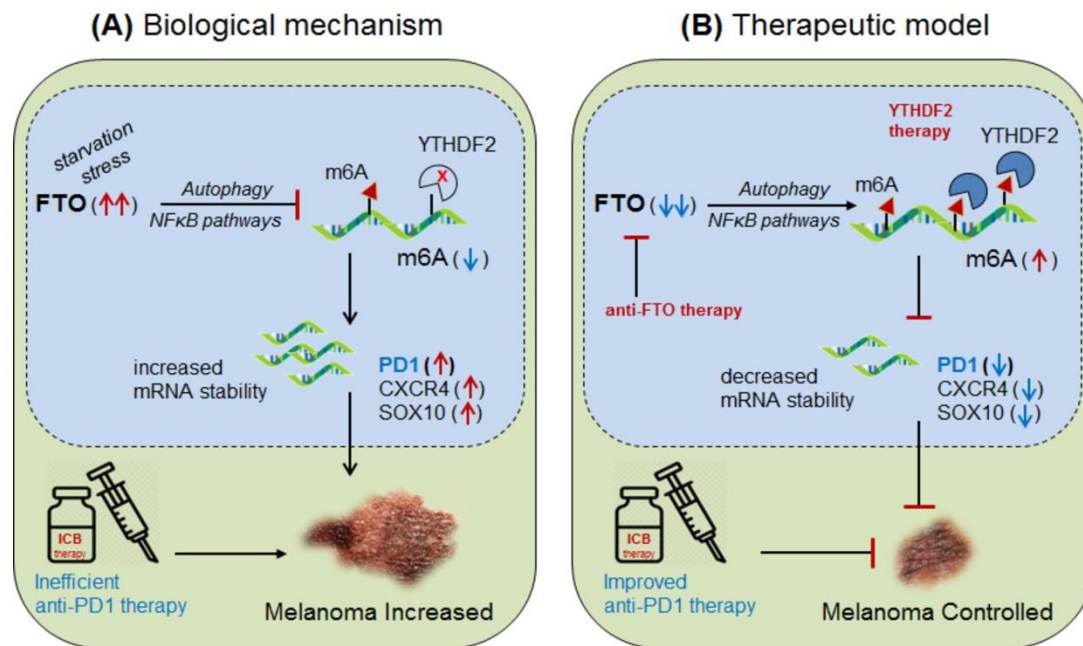 (A) Biological mechanism
starvation
stress
FTO (↑↑)
Autophagy
NFκB pathways
m6A
YTHDF2
X
m6A (↓)
increased
mRNA stability
PD1 (↑)
CXCR4 (↑)
SOX10 (↑)
ICB
therapy
Inefficient
anti-PD1 therapy
Melanoma Increased
(B) Therapeutic model
YTHDF2
therapy
YTHDF2
FTO (↓↓)
Autophagy
NFκB pathways
m6A
m6A (↑)
anti-FTO therapy
decreased
mRNA stability
PD1 (↓)
CXCR4 (↓)
SOX10 (↓)
ICB
therapy
Improved
anti-PD1 therapy
Melanoma Controlled